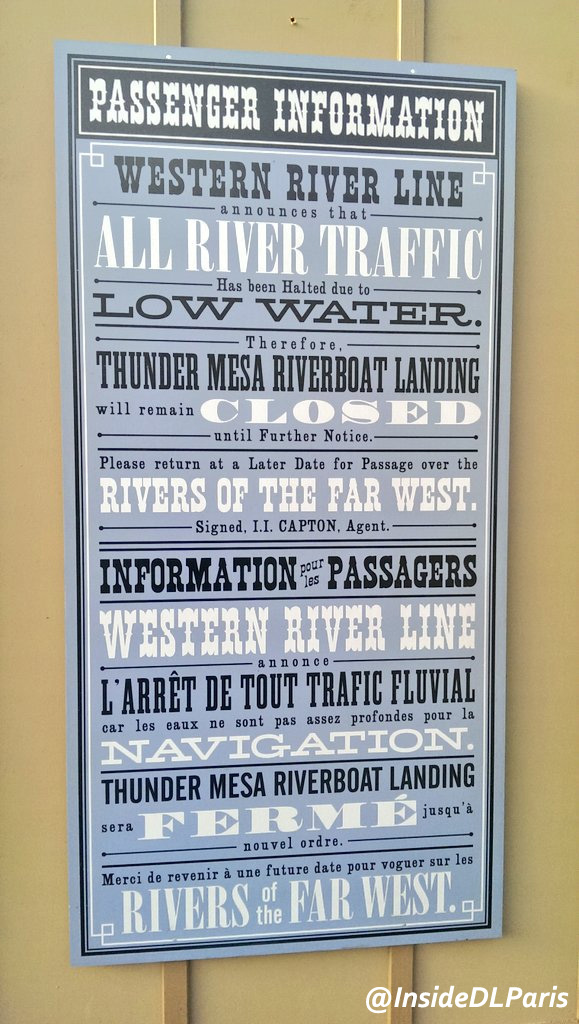 PASSENGER INFORMATION
WESTERN RIVER LINE
announces that
ALL RIVER TRAFFIC
Has been Halted due to
LOW WATER.
Therefore,
THUNDER MESA RIVERBOAT LANDING
will remain CLOSED
until Further Notice.
Please return at a Later Date for Passage over the
RIVERS OF THE FAR WEST.
Signed, I.I. CAPTON, Agent.
INFORMATION pour les PASSAGERS
WESTERN RIVER LINE
annonce
L'ARRÊT DE TOUT TRAFIC FLUVIAL
car les eaux ne sont pas assez profondes pour la
NAVIGATION.
THUNDER MESA RIVERBOAT LANDING
sera FERMÉ jusqu'à
nouvel ordre.
Merci de revenir à une future date pour voguer sur les
RIVERS of the FAR WEST.
@InsideDLParis